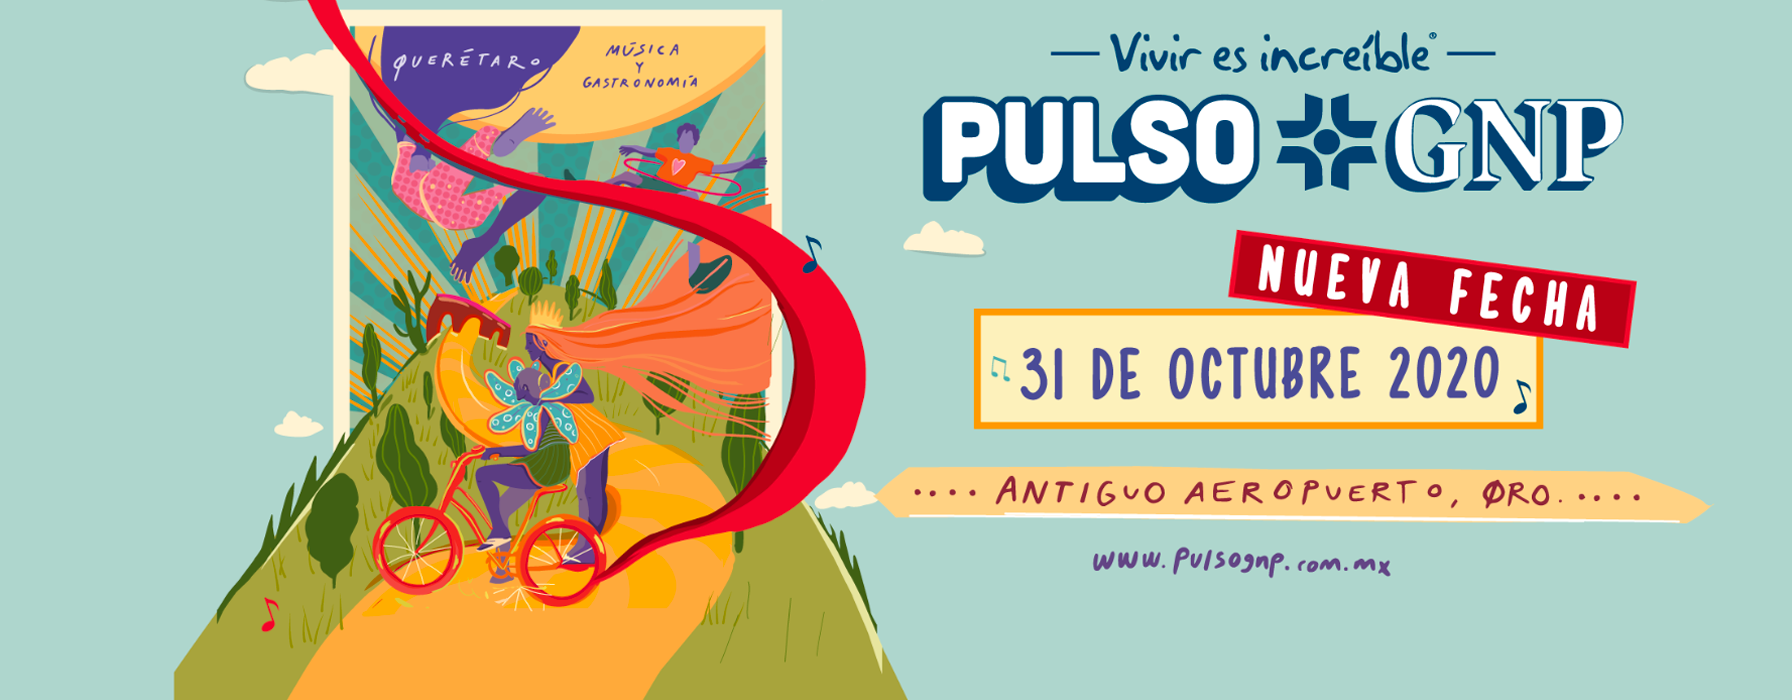 QUERÉTARO
MÚSICA
Y
GASTRONOMÍA
Vivir es increíble®
PULSO GNP
NUEVA FECHA
31 DE OCTUBRE 2020
.... ANTIGUO AEROPUERTO, QRO. ....
www.pulsognp.com.mx